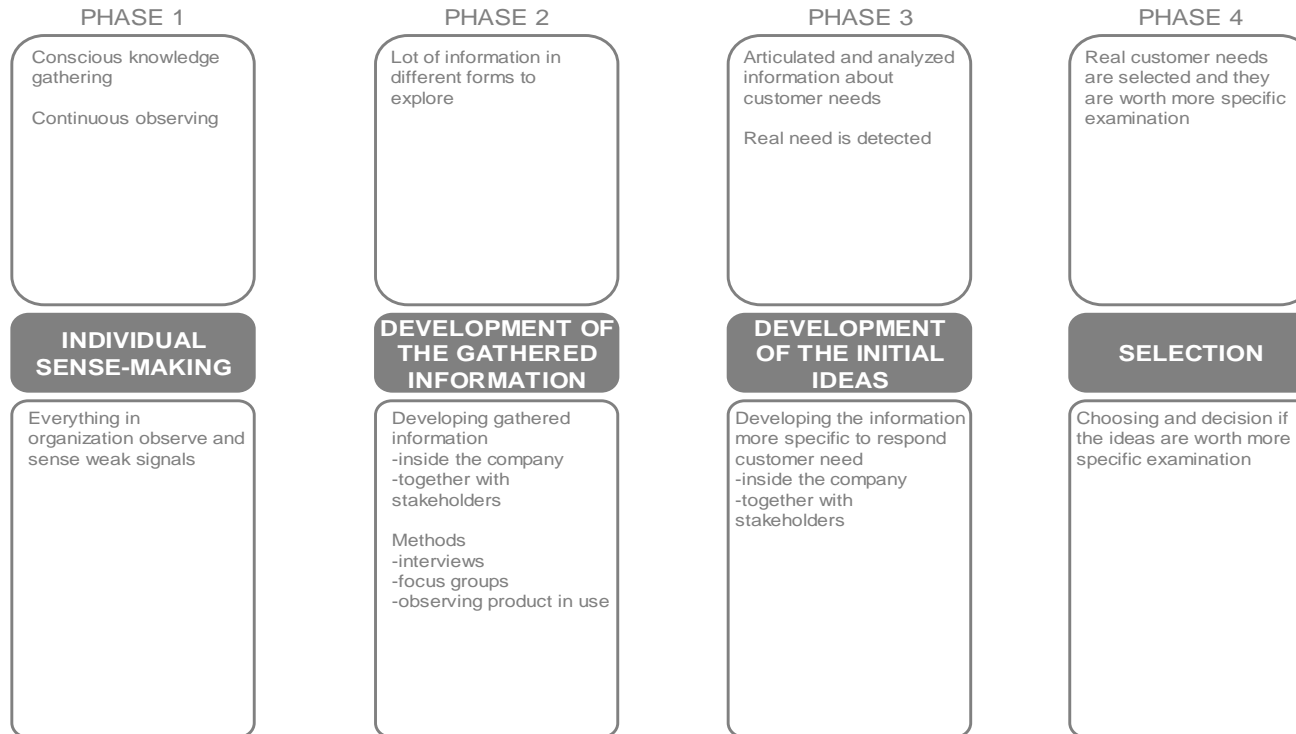 PHASE 1
Conscious knowledge
gathering
Continuous observing
INDIVIDUAL
SENSE-MAKING
Everything in
organization observe and
sense weak signals
PHASE 2
Lot of information in
different forms to
explore
DEVELOPMENT OF
THE GATHERED
INFORMATION
Developing gathered
information
-inside the company
-together with
stakeholders
Methods
-interviews
-focus groups
-observing product in use
PHASE 3
Articulated and analyzed
information about
customer needs
Real need is detected
DEVELOPMENT
OF THE INITIAL
IDEAS
Developing the information
more specific to respond
customer need
-inside the company
-together with
stakeholders
PHASE 4
Real customer needs
are selected and they
are worth more specific
examination
SELECTION
Choosing and decision if
the ideas are worth more
specific examination